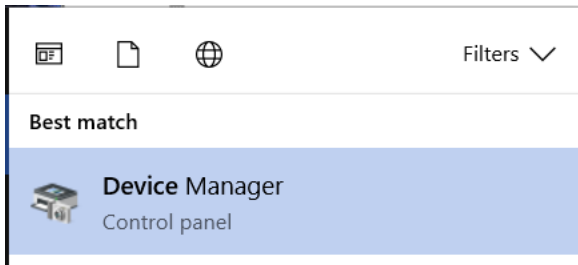 Filters
Best match
Device Manager
Control panel